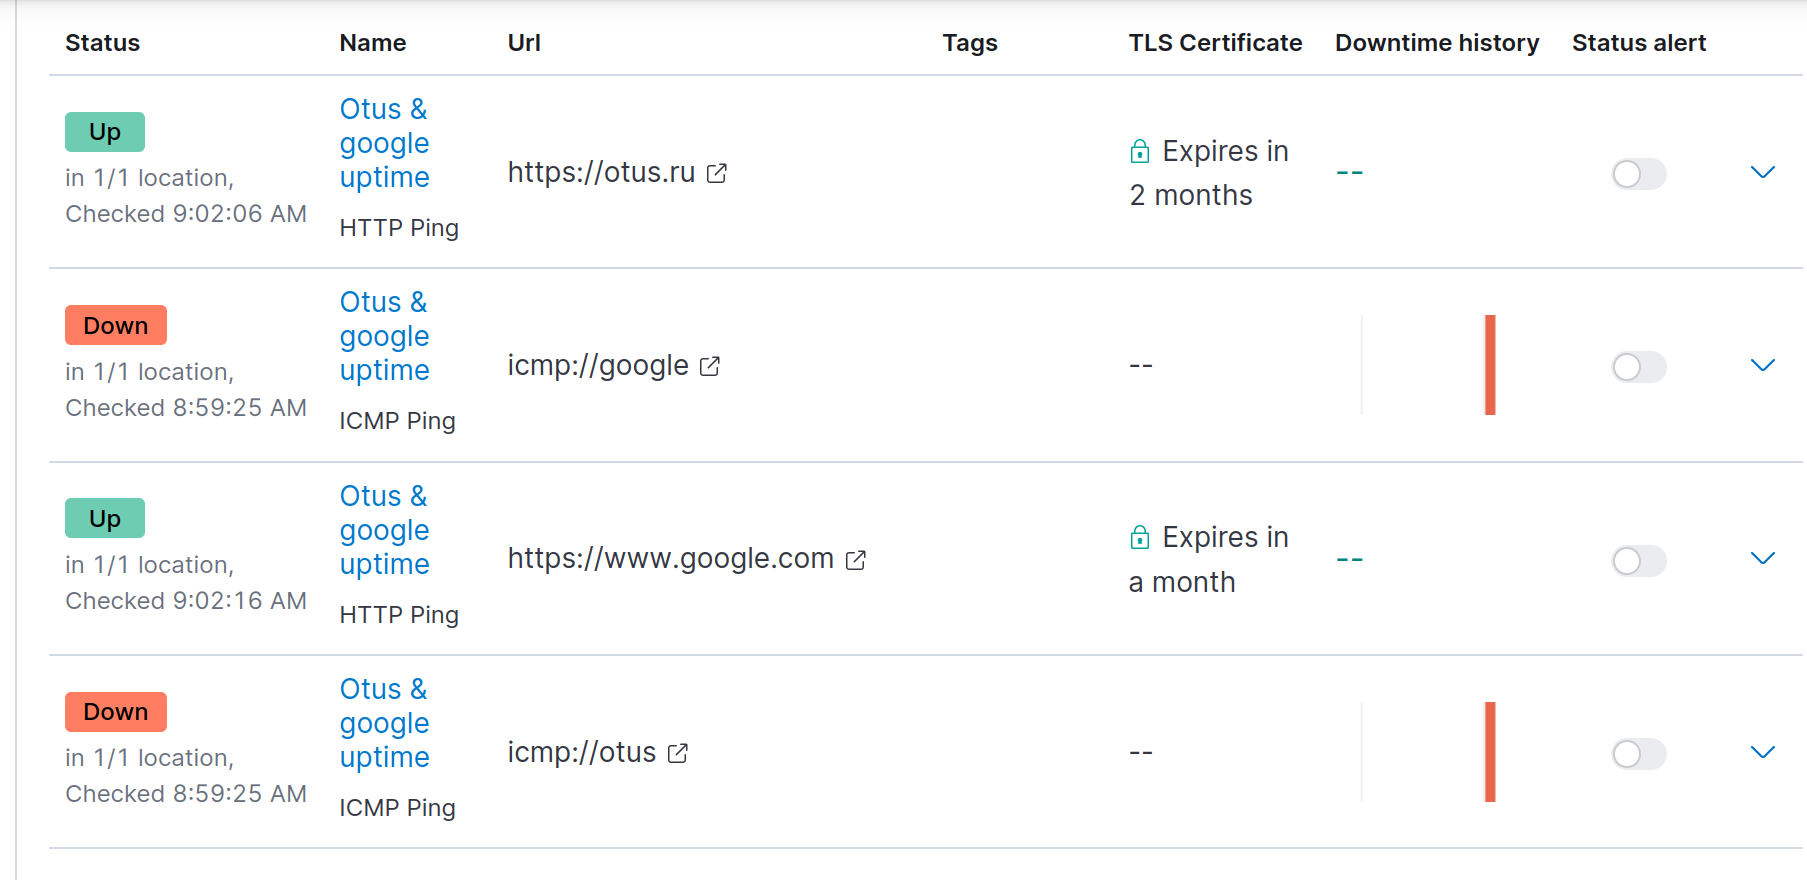 Status Name Url Tags TLS Certificate Downtime history Status alert
Up
in 1/1 location,
Checked 9:02:06 AM
Otus &
google
uptime
HTTP Ping
https://otus.ru
Expires in
2 months
--
Down
in 1/1 location,
Checked 8:59:25 AM
Otus &
google
uptime
ICMP Ping
icmp://google
--
Up
in 1/1 location,
Checked 9:02:16 AM
Otus &
google
uptime
HTTP Ping
https://www.google.com
Expires in
a month
--
Down
in 1/1 location,
Checked 8:59:25 AM
Otus &
google
uptime
ICMP Ping
icmp://otus
--